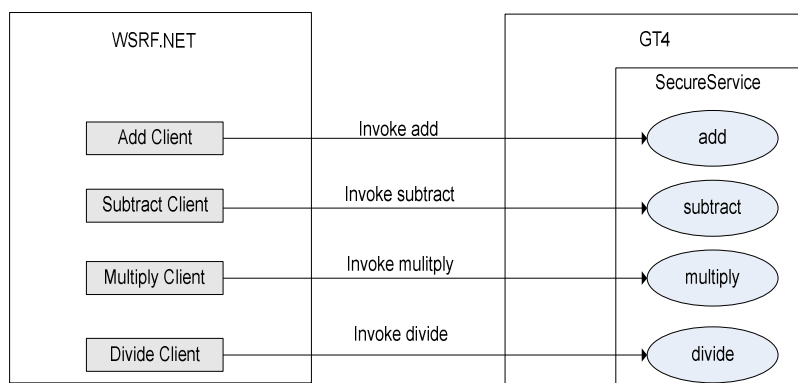 WSRF.NET
GT4
SecureService
Add Client
Invoke add
add
Subtract Client
Invoke subtract
subtract
Multiply Client
Invoke mulitply
multiply
Divide Client
Invoke divide
divide